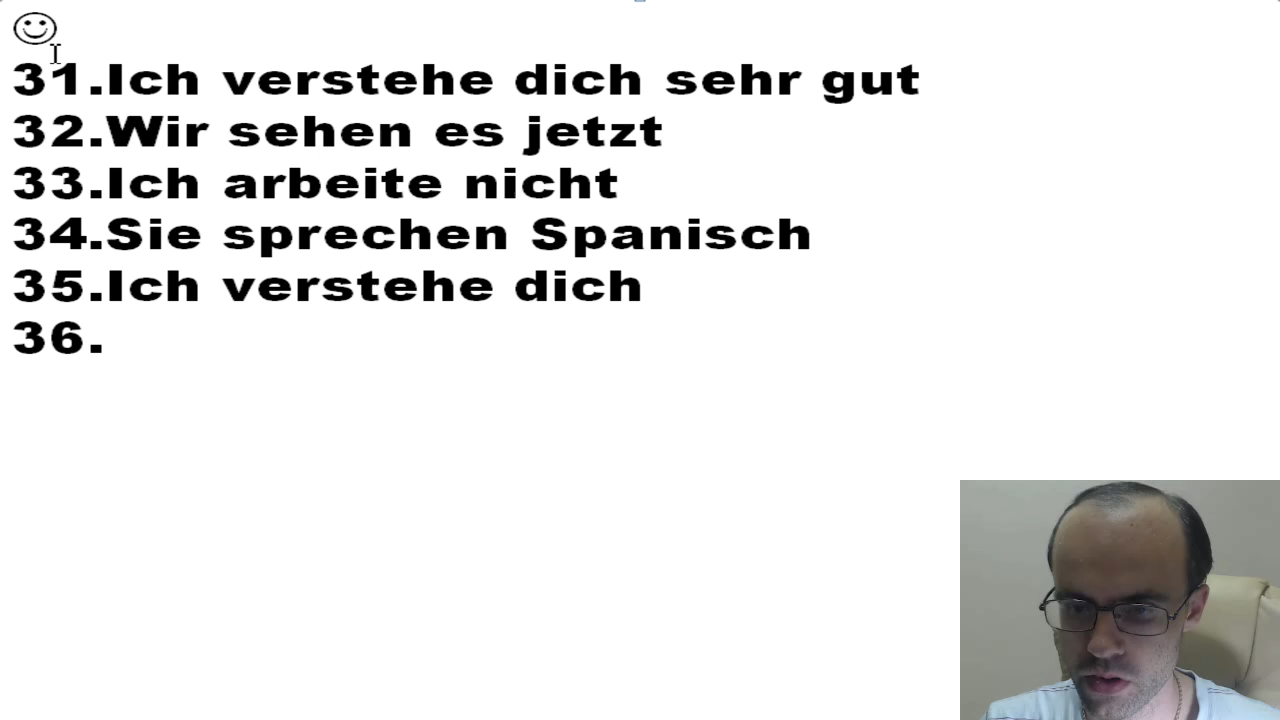 31.Ich verstehe dich sehr gut
32.Wir sehen es jetzt
33.Ich arbeite nicht
34.Sie sprechen Spanisch
35.Ich verstehe dich
36.